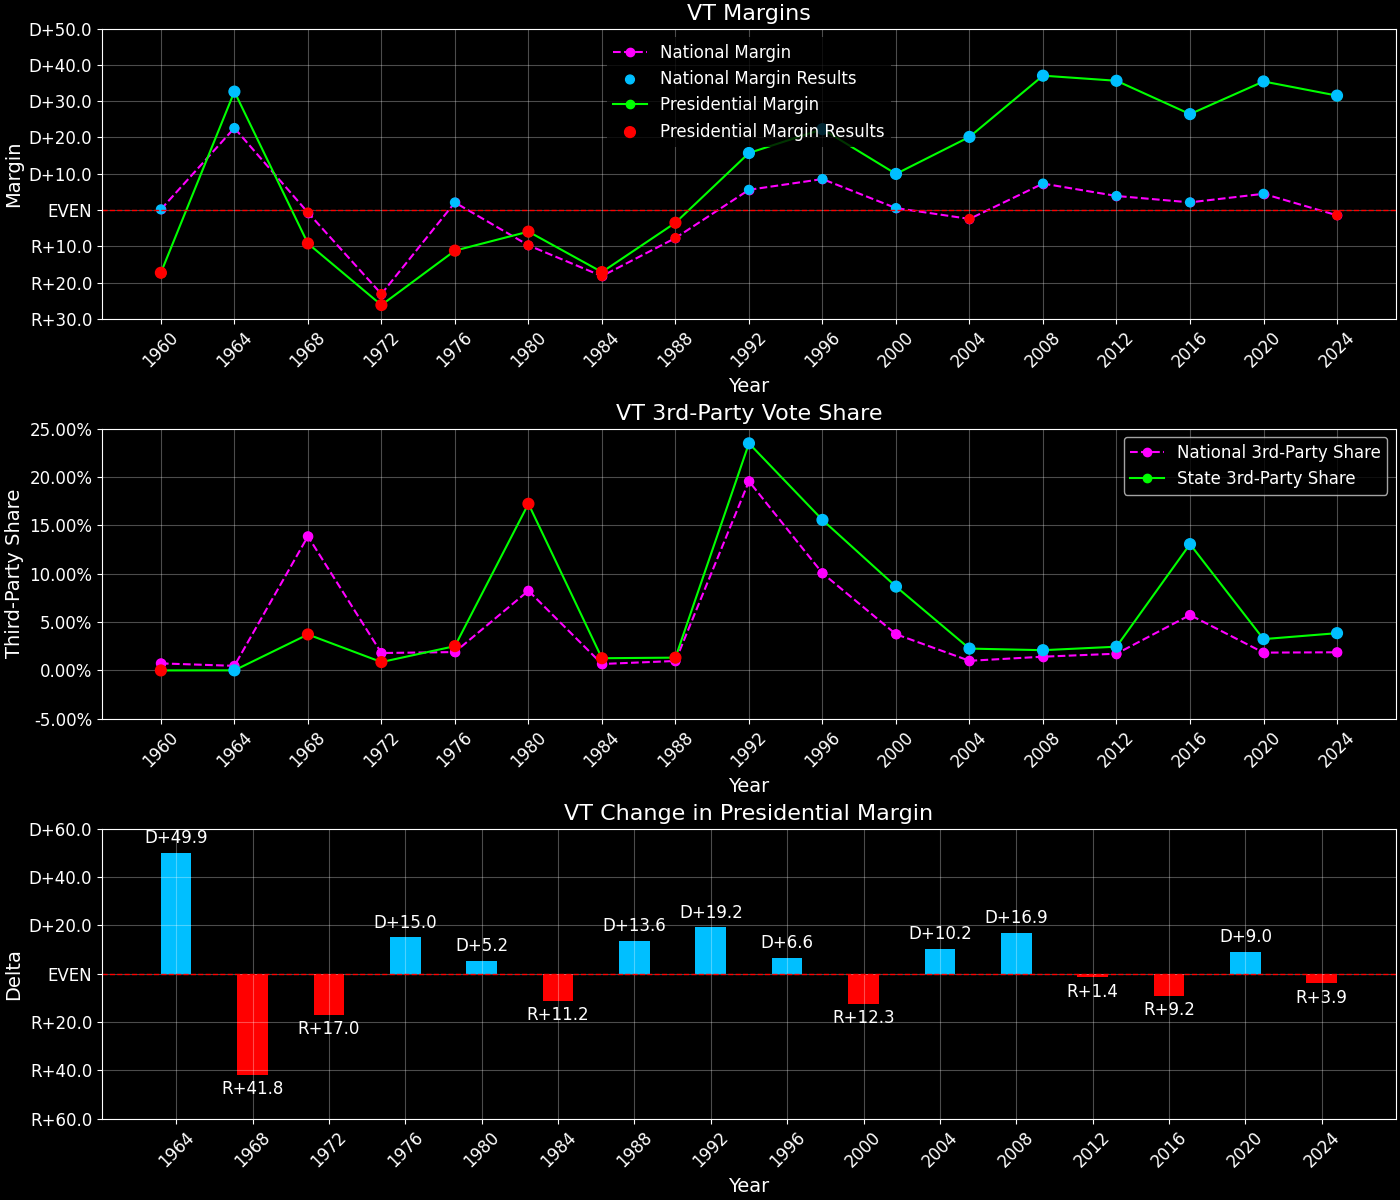 VT Margins
D+50.0
D+40.0
D+30.0
D+20.0
D+10.0
EVEN
R+10.0
R+20.0
R+30.0
Margin
National Margin
National Margin Results
Presidential Margin
Presidential Margin Results
1960 1964 1968 1972 1976 1980 1984 1988 1992 1996 2000 2004 2008 2012 2016 2020 2024
Year
VT 3rd-Party Vote Share
25.00%
20.00%
15.00%
10.00%
5.00%
0.00%
-5.00%
Third-Party Share
National 3rd-Party Share
State 3rd-Party Share
1960 1964 1968 1972 1976 1980 1984 1988 1992 1996 2000 2004 2008 2012 2016 2020 2024
Year
VT Change in Presidential Margin
D+60.0
D+40.0
D+20.0
EVEN
R+20.0
R+40.0
R+60.0
Delta
D+49.9
R+41.8
R+17.0
D+15.0
D+5.2
R+11.2
D+13.6
D+19.2
D+6.6
R+12.3
D+10.2
D+16.9
R+1.4
R+9.2
D+9.0
R+3.9
1964 1968 1972 1976 1980 1984 1988 1992 1996 2000 2004 2008 2012 2016 2020 2024
Year